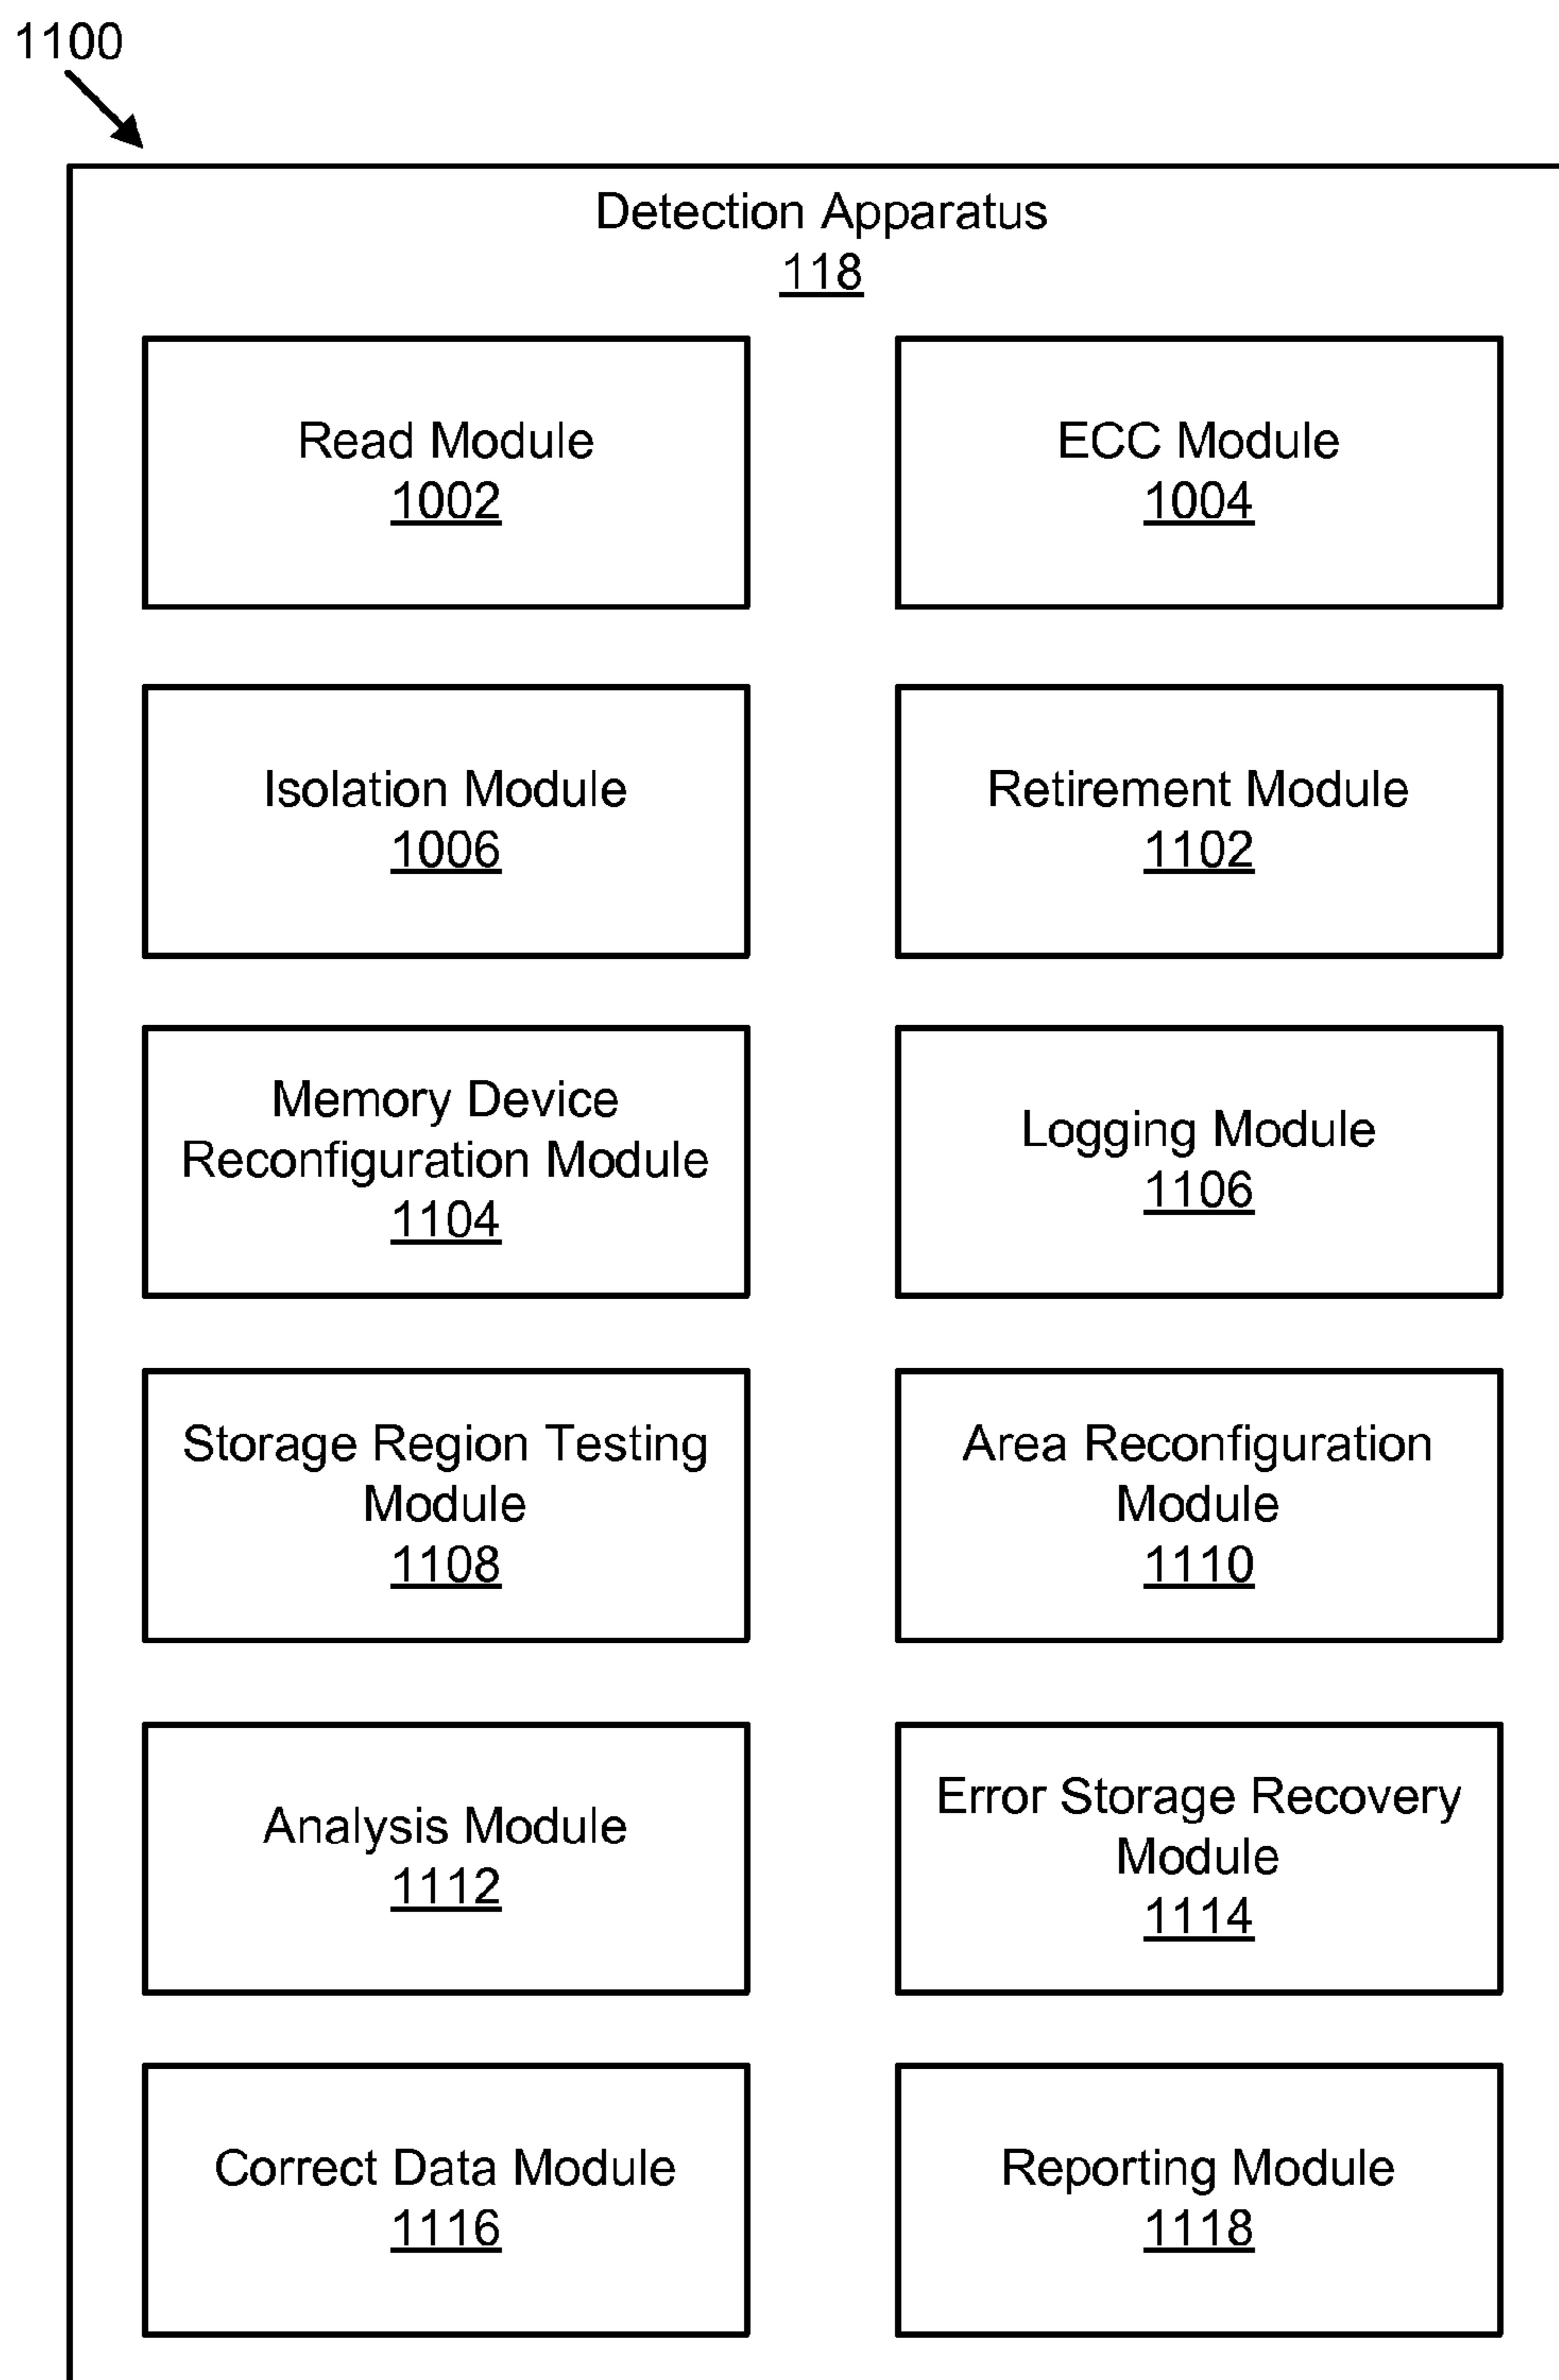 1100
Detection Apparatus
118
Read Module
1002
ECC Module
1004
Isolation Module
1006
Retirement Module
1102
Memory Device
Reconfiguration Module
1104
Logging Module
1106
Storage Region Testing
Module
1108
Area Reconfiguration
Module
1110
Analysis Module
1112
Error Storage Recovery
Module
1114
Correct Data Module
1116
Reporting Module
1118